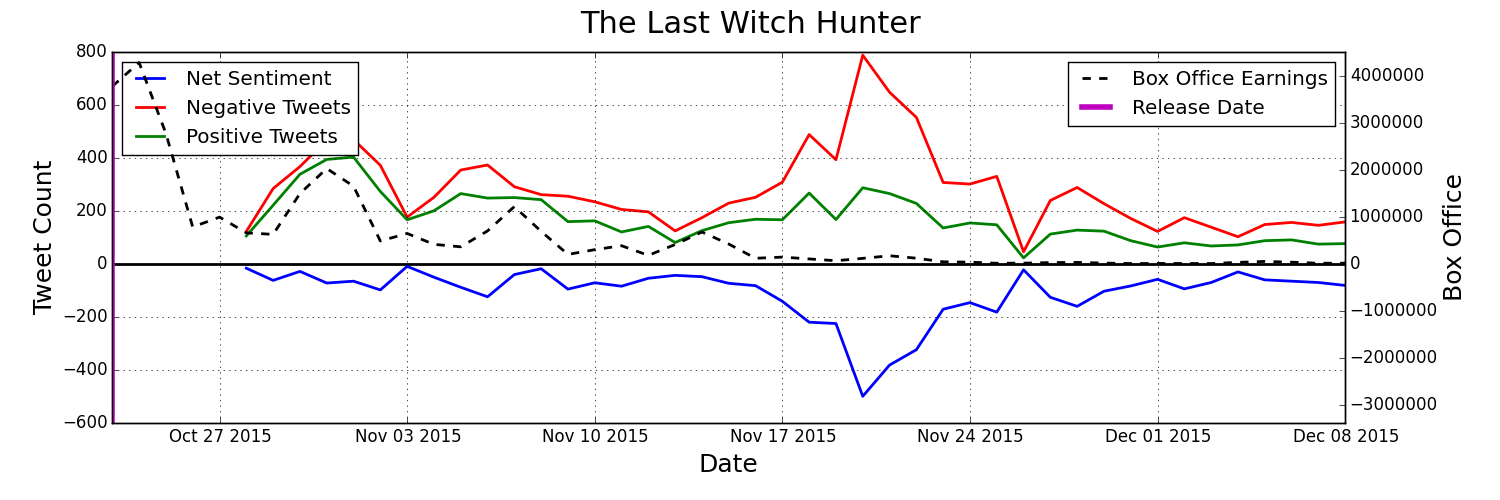 The Last Witch Hunter
Net Sentiment
Negative Tweets
Positive Tweets
Box Office Earnings
Release Date
800
600
400
200
0
−200
−400
−600
Tweet Count
4000000
3000000
2000000
1000000
0
−1000000
−2000000
−3000000
Box Office
Oct 27 2015 Nov 03 2015 Nov 10 2015 Nov 17 2015 Nov 24 2015 Dec 01 2015 Dec 08 2015
Date